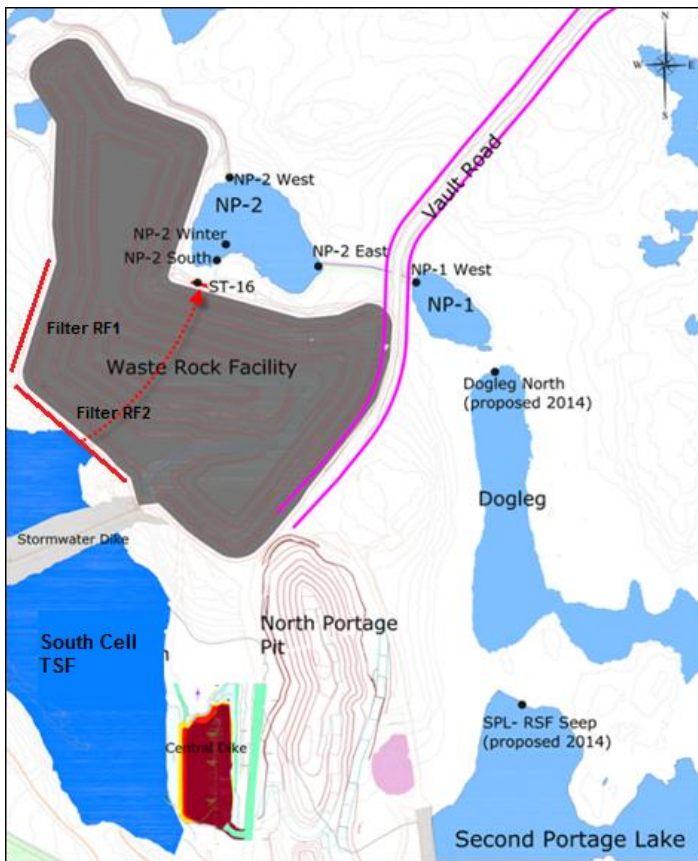 N
W
E
S
NP-2 West
NP-2
Vault Road
NP-2 Winter
NP-2 South
NP-2 East
NP-1 West
ST-16
NP-1
Filter RF1
Waste Rock Facility
Dogleg North
(proposed 2014)
Filter RF2
Dogleg
Stormwater Dike
South Cell
TSF
North Portage
Pit
SPL- RSF Seep
(proposed 2014)
Central Dike
Second Portage Lake